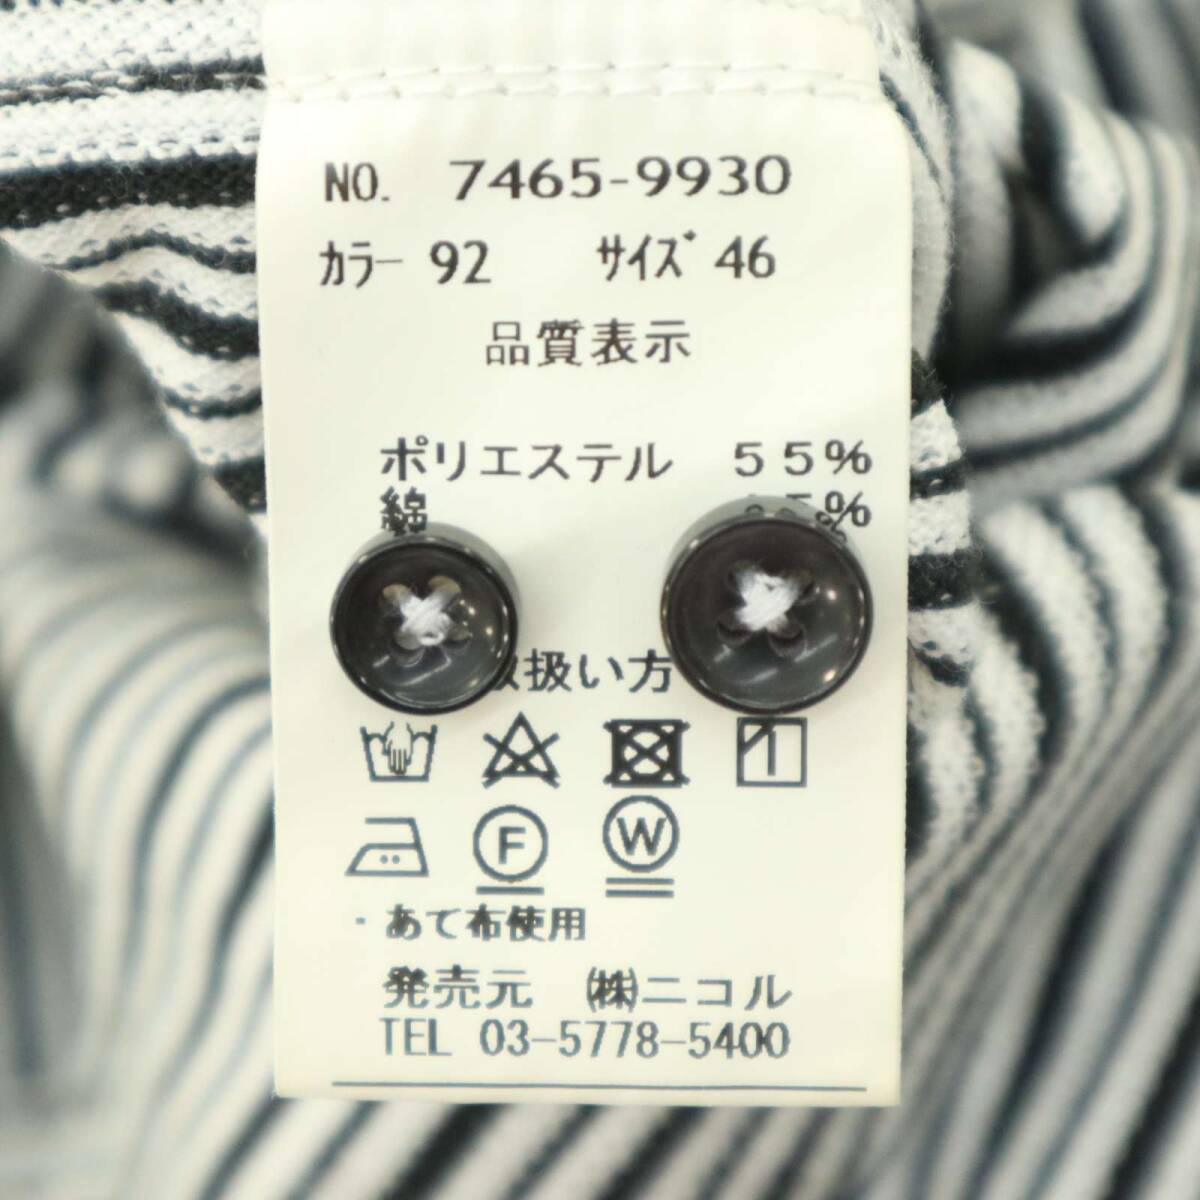 NO. 7465-9930
カラー 92 サイズ 46
品質表示
ポリエステル 55%
綿 %
扱い方
F W
・あて布使用
発売元 ㈱ニコル
TEL 03-5778-5400